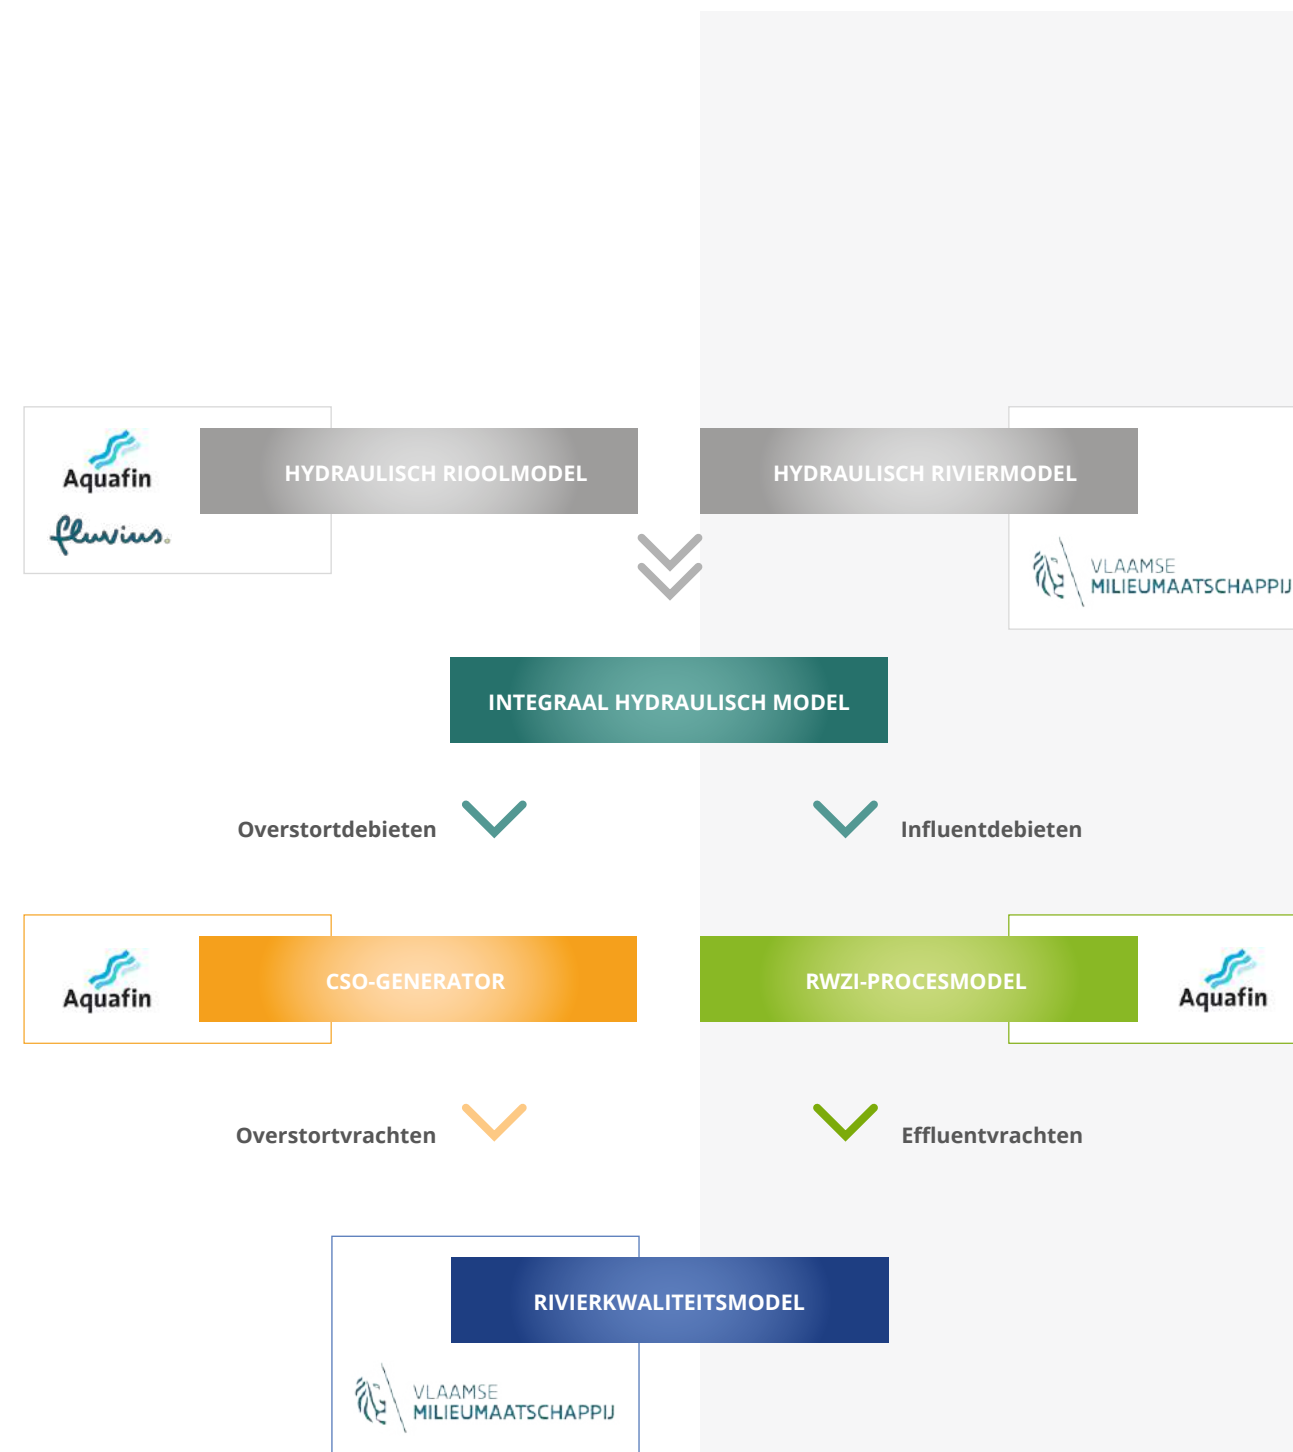 Aquafin
fluvius.
HYDRAULISCH RIOOLMODEL
HYDRAULISCH RIVIERMODEL
VLAAMSE
MILIEUMAATSCHAPPIJ
INTEGRAAL HYDRAULISCH MODEL
Overstortdebieten
Influentdebieten
Aquafin
CSO-GENERATOR
RWZI-PROCESMODEL
Aquafin
Overstortvrachten
Effluentvrachten
RIVIERKWALITEITSMODEL
VLAAMSE
MILIEUMAATSCHAPPIJ